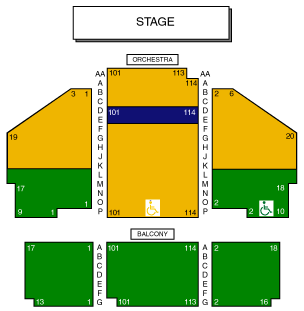 STAGE
ORCHESTRA
AA 101 113 AA
114
3 1 A A 2 6
B B
C C
101 D 114 D
E E
F F
19 G G 20
H H
J J
K K
L L
17 M M 18
N N
O 2 O
9 1 1 P 101 114 P 2 2 10
BALCONY
17 1 A 101 114 A 2 18
B B
C C
D D
E E
F F
13 1 G 101 113 G 2 16